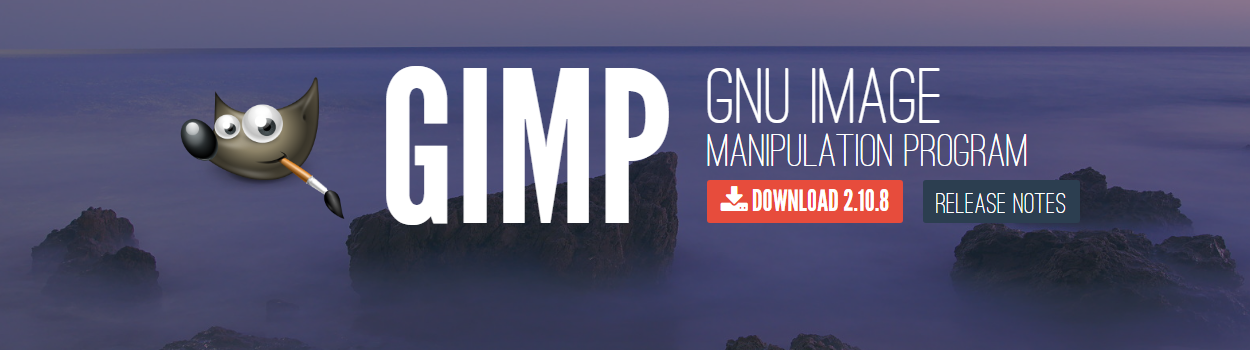 GIMP
GNU IMAGE
MANIPULATION PROGRAM
DOWNLOAD 2.10.8
RELEASE NOTES